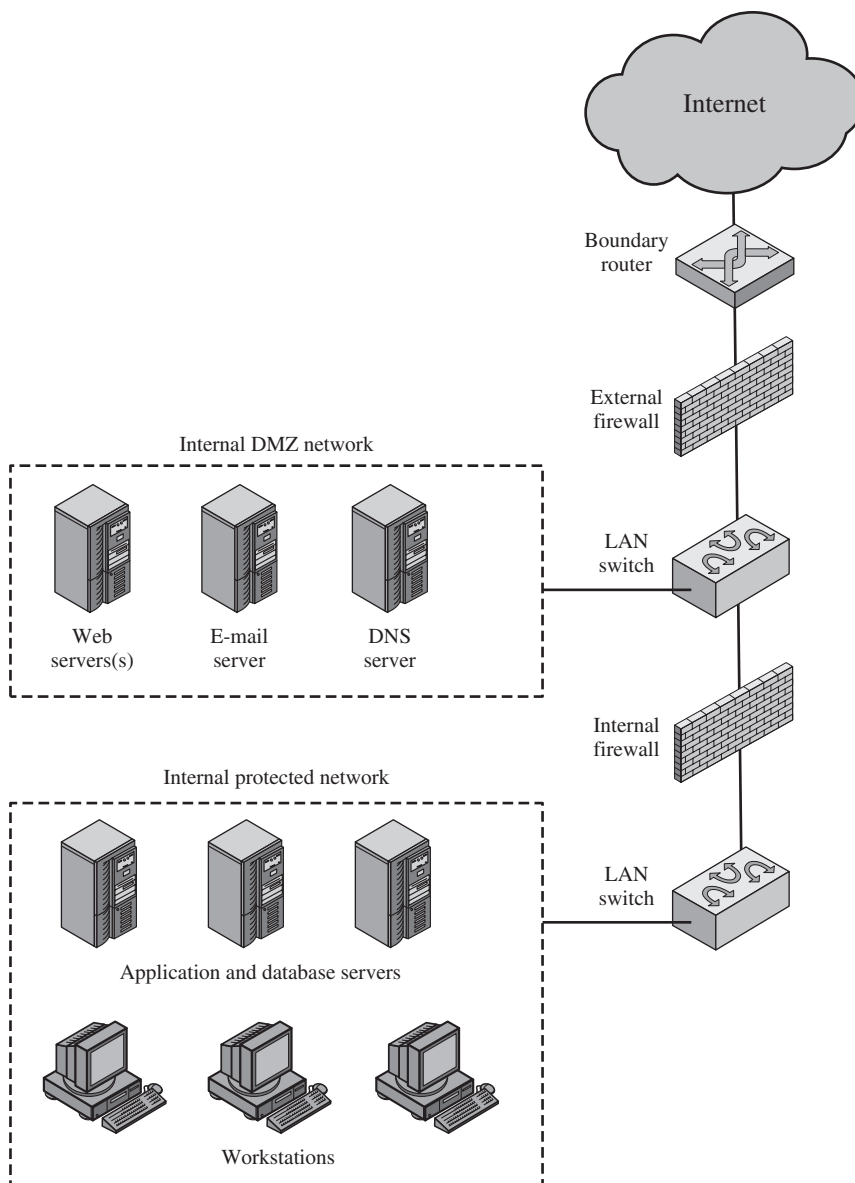 Internet
Boundary
router
External
firewall
Internal DMZ network
LAN
switch
Web
servers(s)
E-mail
server
DNS
server
Internal
firewall
Internal protected network
LAN
switch
Application and database servers
Workstations